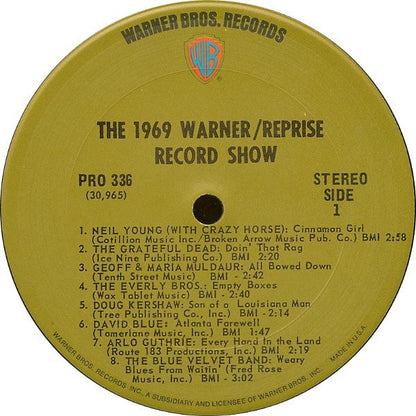 WARNER BROS. RECORDS
WB
THE 1969 WARNER/REPRISE
RECORD SHOW
PRO 336
(30,965)
STEREO
SIDE
1
1. NEIL YOUNG (WITH CRAZY HORSE): Cinnamon Girl
(Cotillion Music Inc./Broken Arrow Music Pub. Co.) BMI 2:58
2. THE GRATEFUL DEAD: Doin' That Rag
(Ice Nine Publishing Co.) BMI 2:20
3. GEOFF & MARIA MULDAUR: All Bowed Down
(Tenth Street Music) BMI - 2:42
4. THE EVERLY BROS.: Empty Boxes
(Wax Tablet Music) BMI - 2:40
5. DOUG KERSHAW: Son of a Louisiana Man
(Tree Publishing Co., Inc.) BMI - 2:14
6. DAVID BLUE: Atlanta Farewell
(Tomerlane Music, Inc.) BMI 1:47
7. ARLO GUTHRIE: Every Hand In the Land
(Route 183 Productions, Inc.) BMI 2:19
8. THE BLUE VELVET BAND: Weary
Blues From Waitin' (Fred Rose
Music, Inc.) BMI - 3:02
WARNER BROS. RECORDS INC., A SUBSIDIARY AND LICENSEE OF WARNER BROS. INC.
MADE IN U.S.A.